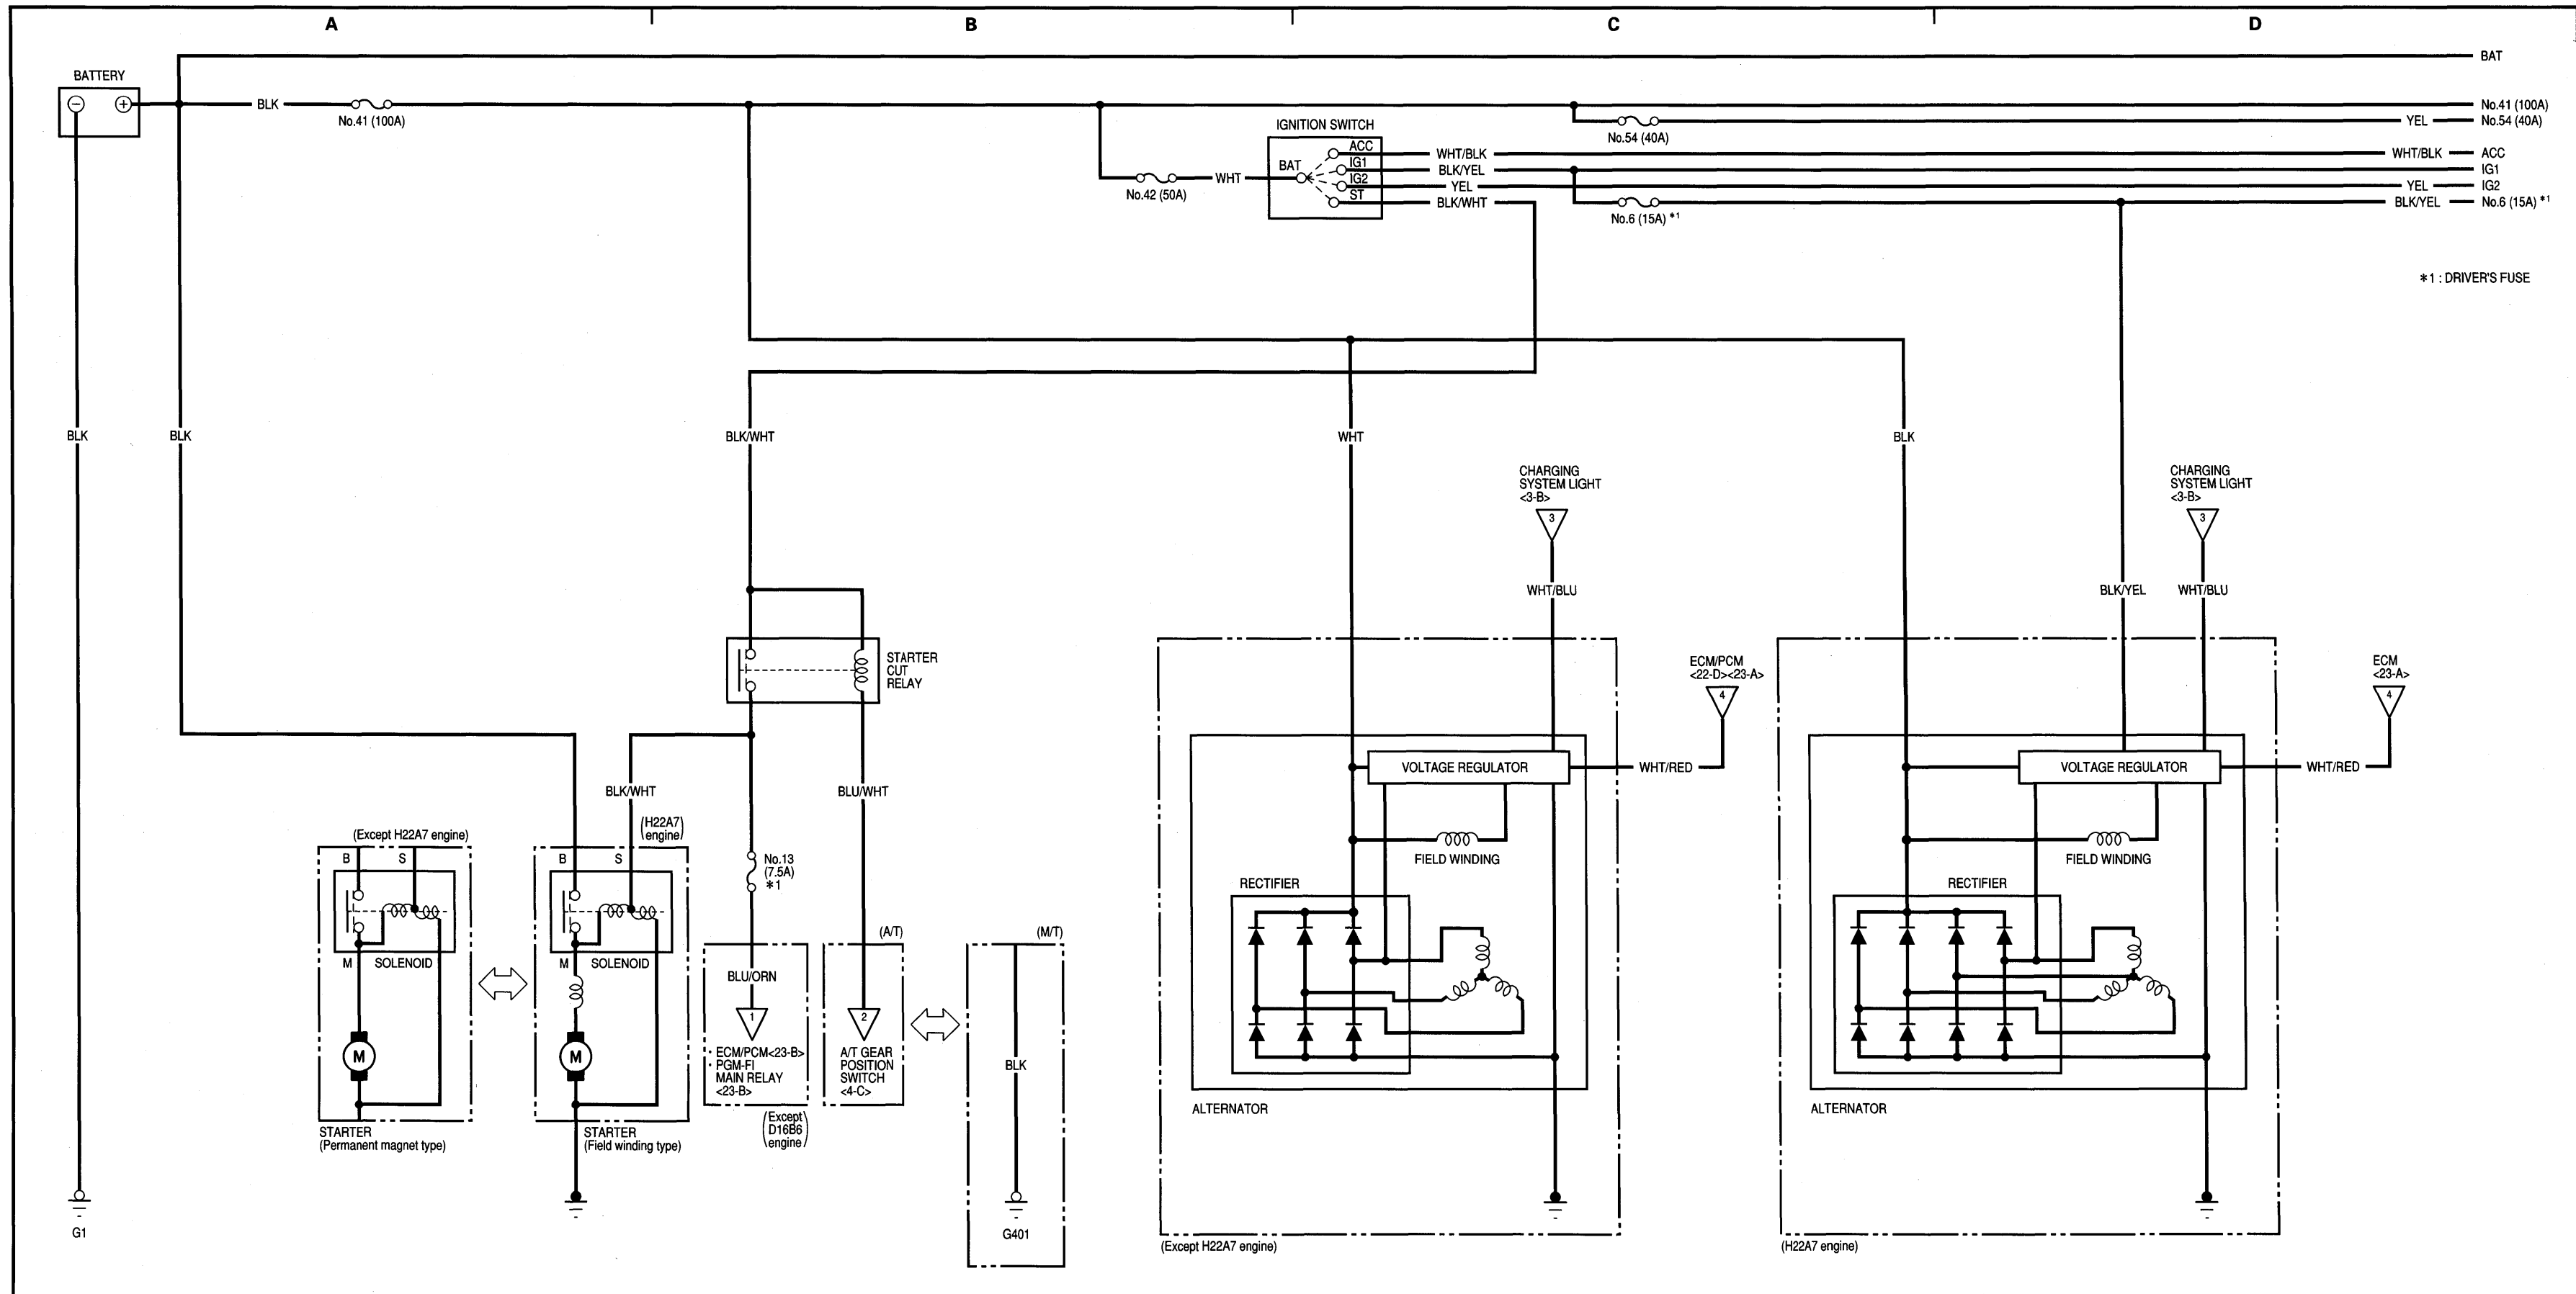 A
B
C
D
BAT
BATTERY
− +
BLK
No.41 (100A)
No.41 (100A)
IGNITION SWITCH
No.54 (40A)
YEL
No.54 (40A)
BAT
ACC
IG1
IG2
ST
WHT/BLK
BLK/YEL
YEL
BLK/WHT
WHT/BLK
ACC
IG1
YEL
IG2
BLK/YEL
No.6 (15A) *1
No.42 (50A)
WHT
No.6 (15A) *1
*1 : DRIVER'S FUSE
BLK
BLK
BLK/WHT
WHT
BLK
CHARGING
SYSTEM LIGHT
<3-B>
3
CHARGING
SYSTEM LIGHT
<3-B>
3
WHT/BLU
BLK/YEL
WHT/BLU
STARTER
CUT
RELAY
ECM/PCM
<22-D><23-A>
4
ECM
<23-A>
4
VOLTAGE REGULATOR
WHT/RED
VOLTAGE REGULATOR
WHT/RED
BLK/WHT
BLU/WHT
(Except H22A7 engine)
(H22A7
engine)
B
S
B
S
No.13
(7.5A)
*1
FIELD WINDING
FIELD WINDING
RECTIFIER
RECTIFIER
M
SOLENOID
M
SOLENOID
(A/T)
(M/T)
BLU/ORN
1
2
M
M
· ECM/PCM<23-B>
· PGM-FI
MAIN RELAY
<23-B>
A/T GEAR
POSITION
SWITCH
<4-C>
BLK
(Except
D16B6
engine)
STARTER
(Permanent magnet type)
STARTER
(Field winding type)
ALTERNATOR
ALTERNATOR
G1
G401
(Except H22A7 engine)
(H22A7 engine)